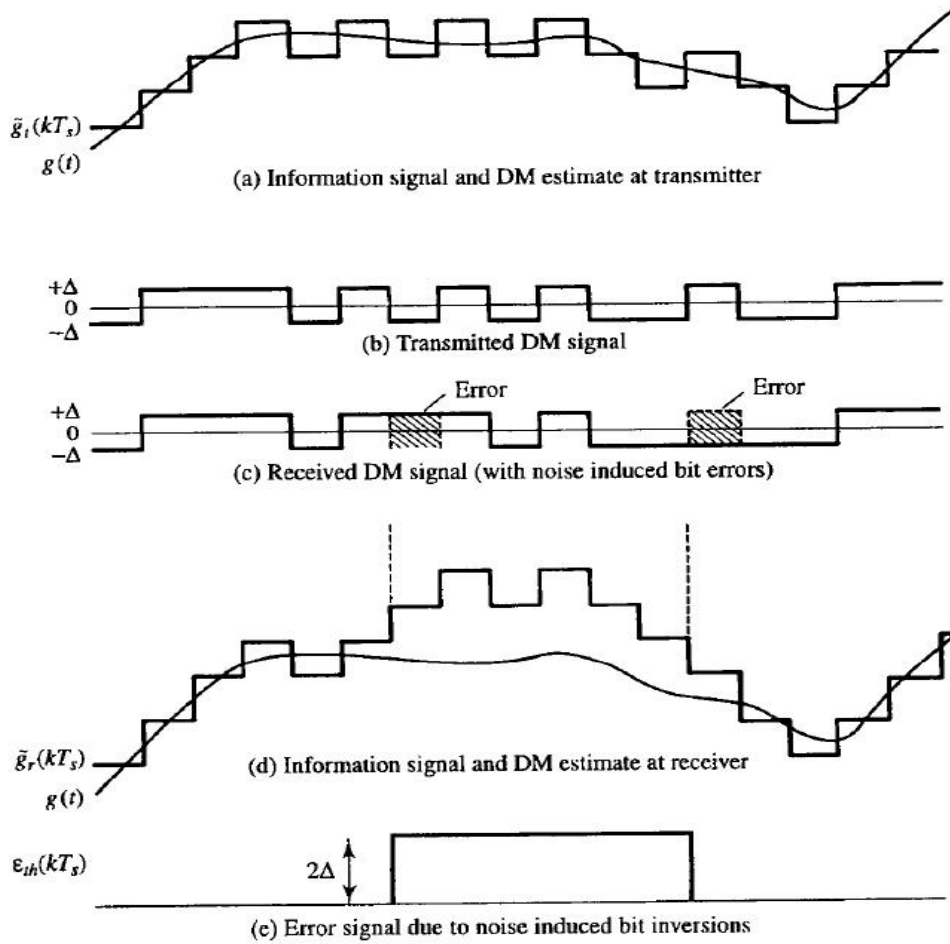 g̃ₜ(kTₛ)
g(t)
(a) Information signal and DM estimate at transmitter
+Δ
0
−Δ
(b) Transmitted DM signal
Error
Error
+Δ
0
−Δ
(c) Received DM signal (with noise induced bit errors)
g̃ᵣ(kTₛ)
(d) Information signal and DM estimate at receiver
g(t)
εₜₕ(kTₛ)
2Δ
(e) Error signal due to noise induced bit inversions